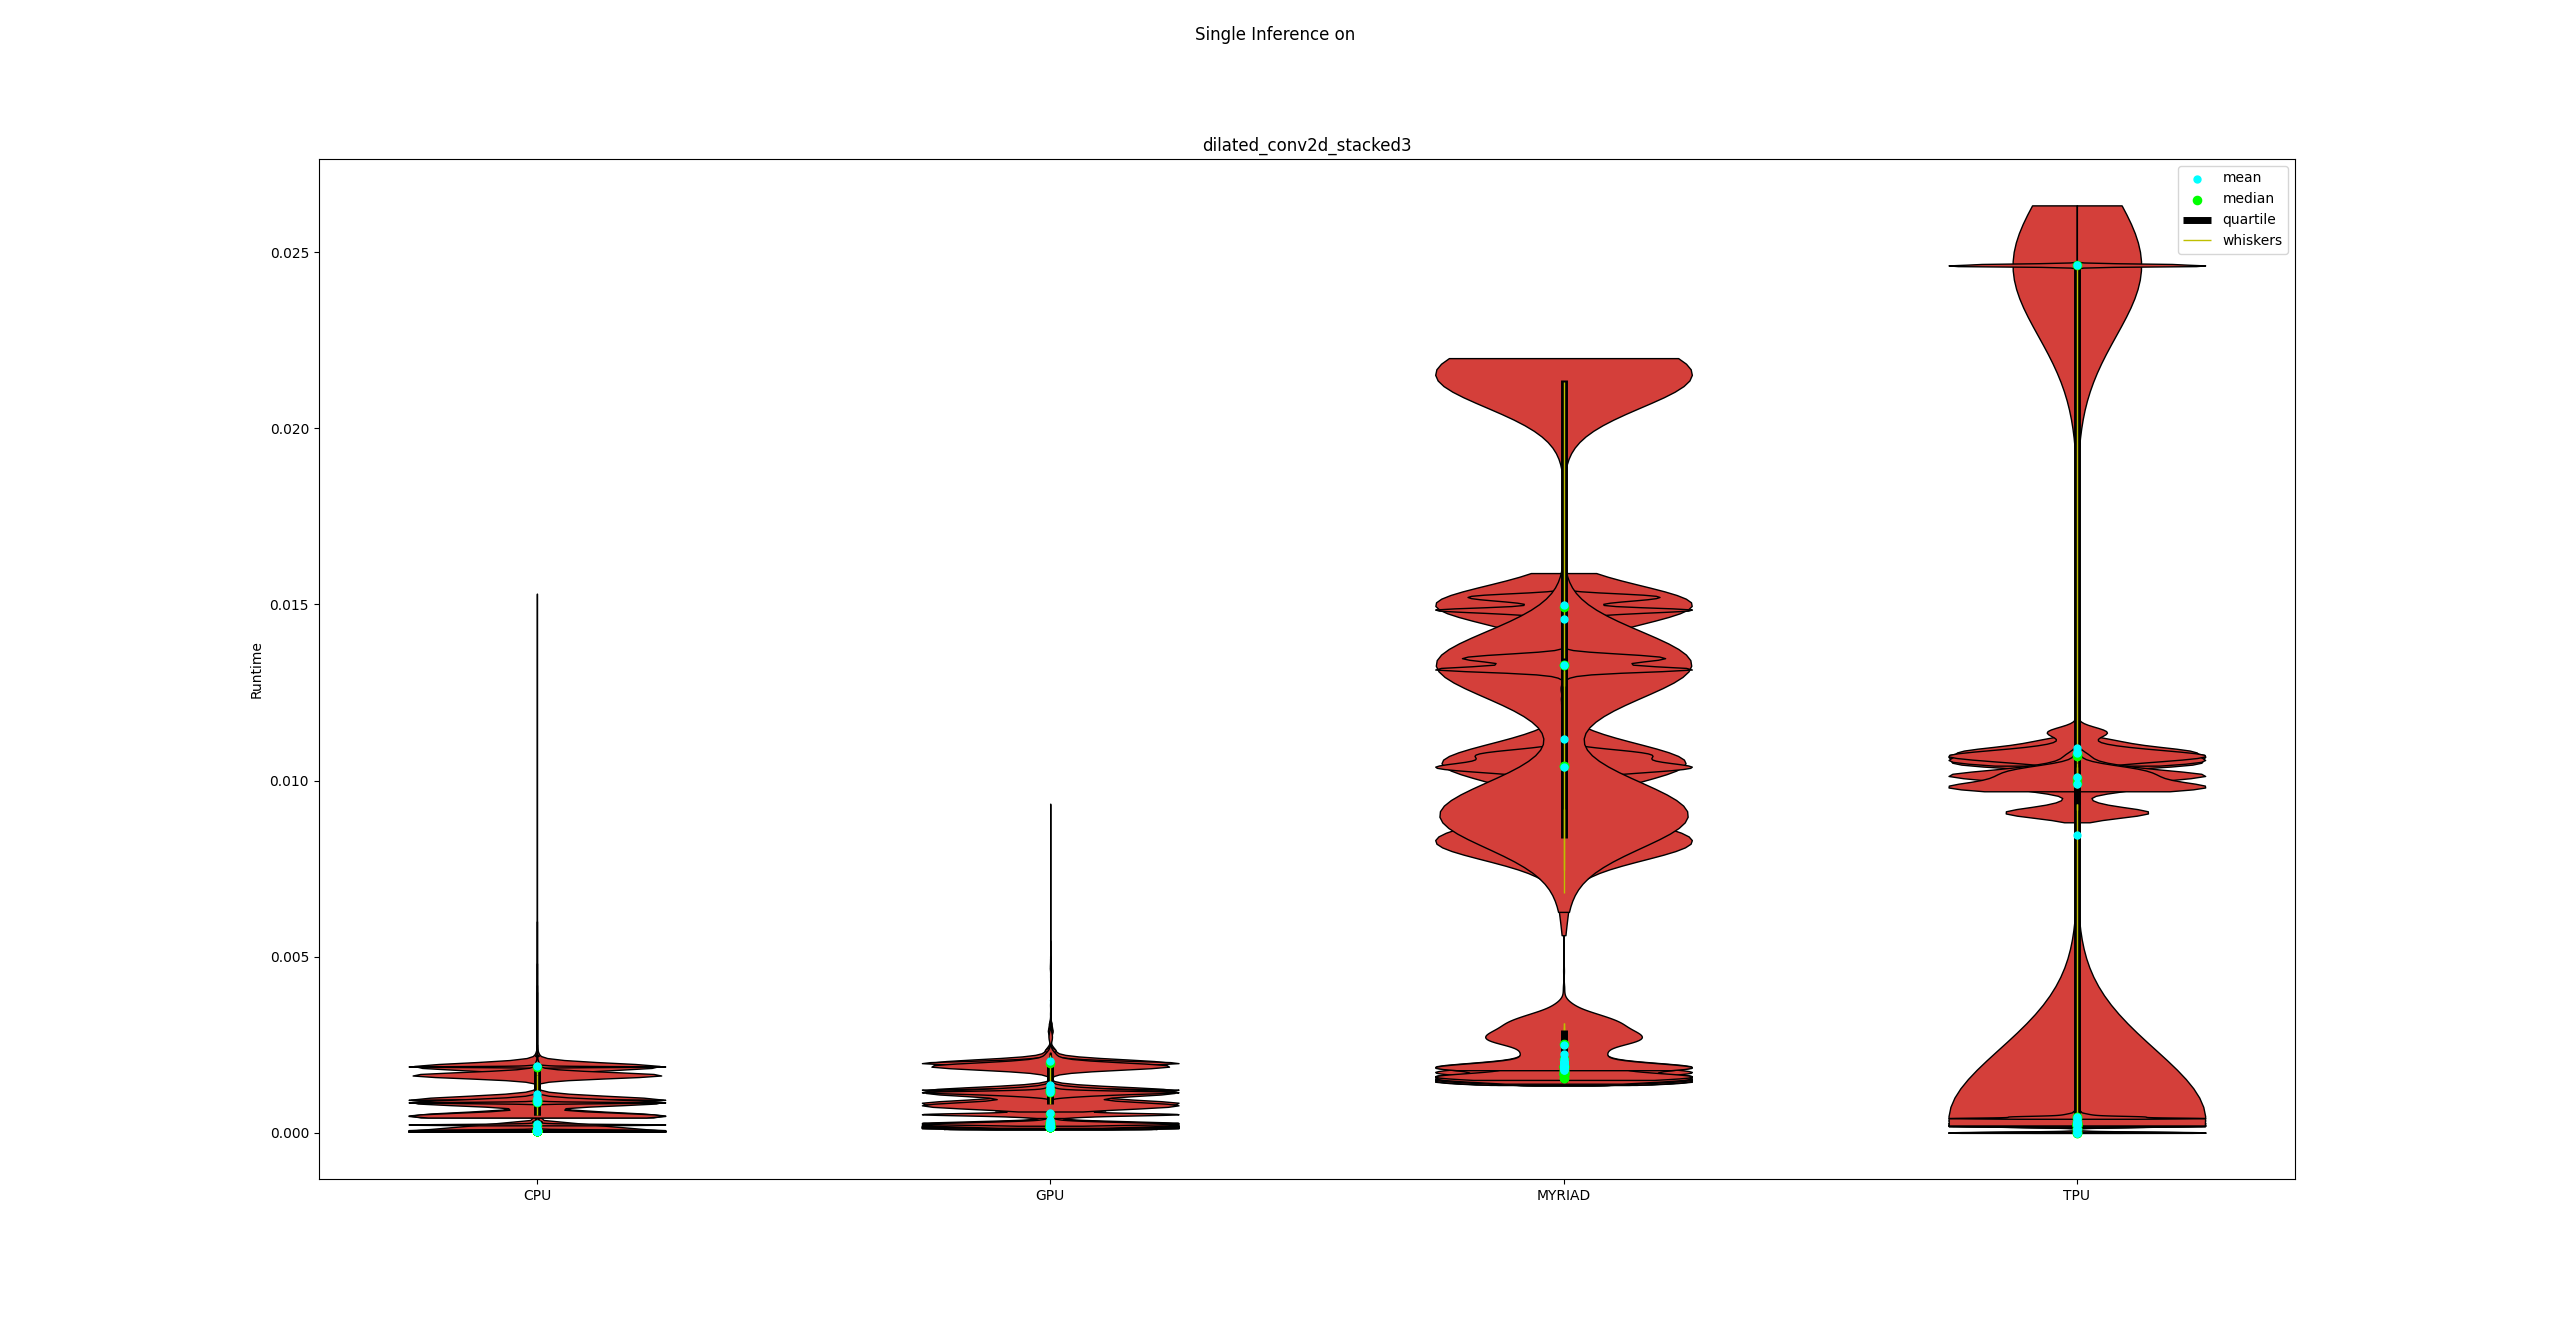 Single Inference on
dilated_conv2d_stacked3
mean
median
quartile
whiskers
Runtime
0.025
0.020
0.015
0.010
0.005
0.000
CPU
GPU
MYRIAD
TPU